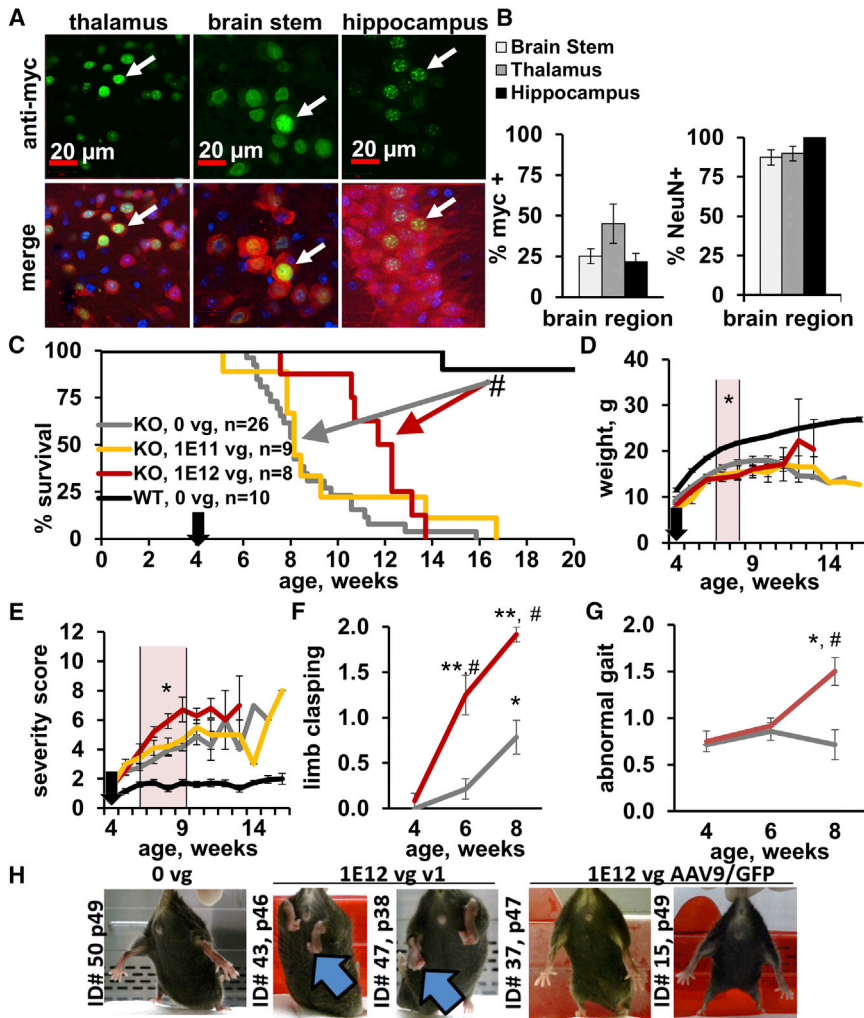 A
thalamus brain stem hippocampus
anti-myc
20 µm 20 µm 20 µm
merge
B
Brain Stem
Thalamus
Hippocampus
% myc +
100
75
50
25
brain region
% NeuN+
100
75
50
25
0
brain region
C
% survival
100
75
50
25
0
#
KO, 0 vg, n=26
KO, 1E11 vg, n=9
KO, 1E12 vg, n=8
WT, 0 vg, n=10
0 2 4 6 8 10 12 14 16 18 20
age, weeks
D
weight, g
40
30
20
10
0
*
4 9 14
age, weeks
E
severity score
12
10
8
6
4
2
0
*
4 9 14
age, weeks
F
limb clasping
2.0
1.5
1.0
0.5
0.0
**,#
**, #
*
4 6 8
age, weeks
G
abnormal gait
2.0
1.5
1.0
0.5
0.0
*, #
4 6 8
age, weeks
H
0 vg 1E12 vg v1 1E12 vg AAV9/GFP
ID# 50 p49
ID# 43, p46
ID# 47, p38
ID# 37, p47
ID# 15, p49